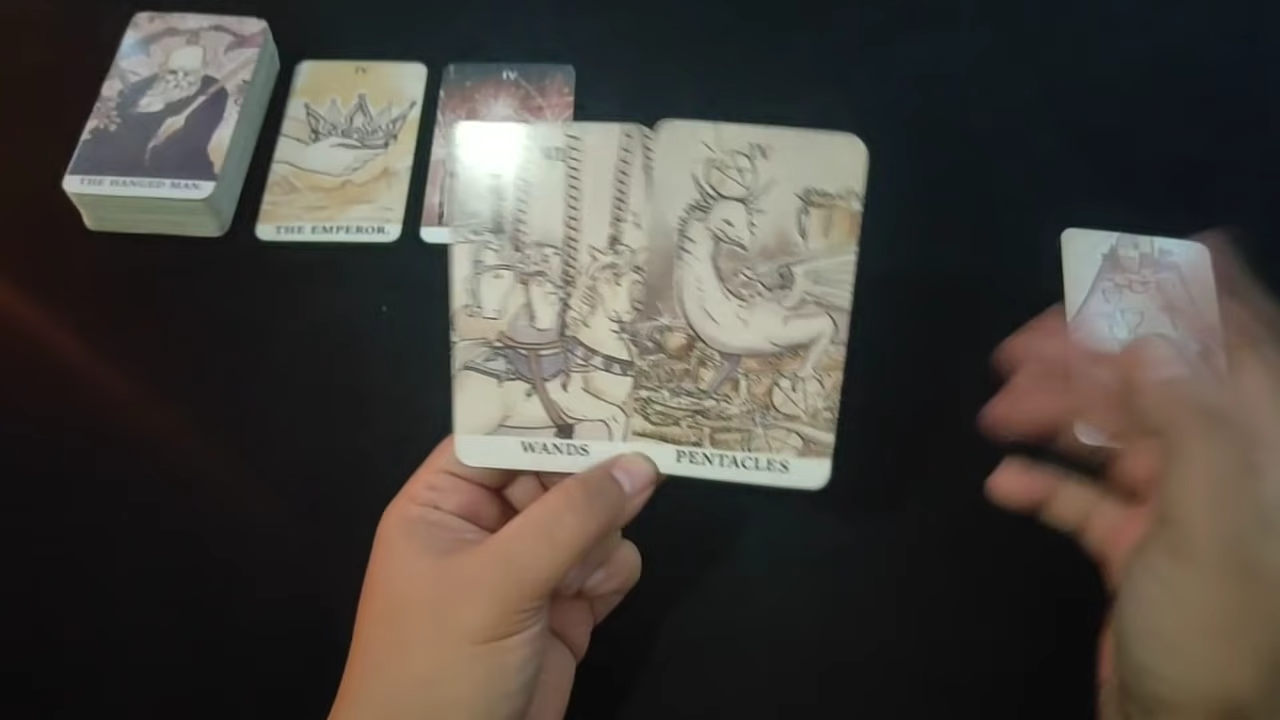 THE HANGED MAN.
IV
THE EMPEROR.
IV
WANDS
PENTACLES